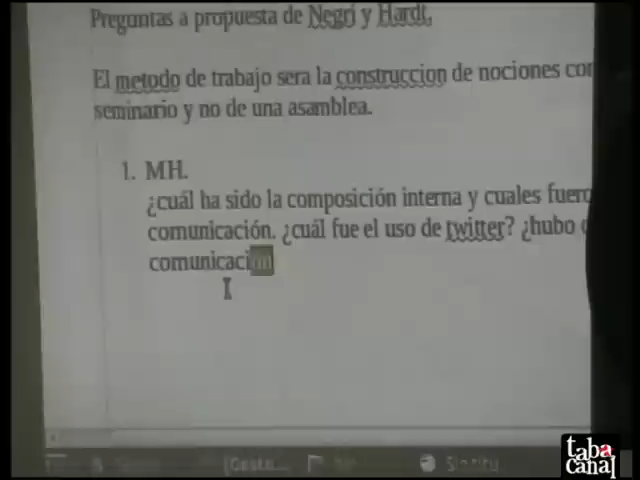 Preguntas a propuesta de Negri y Hardt,
El metodo de trabajo sera la construccion de nociones
seminario y no de una asamblea.
1. MH.
¿cuál ha sido la composición interna y cuales
comunicación. ¿cuál fue el uso de twitter? ¿hubo
comunicación
taba
canal